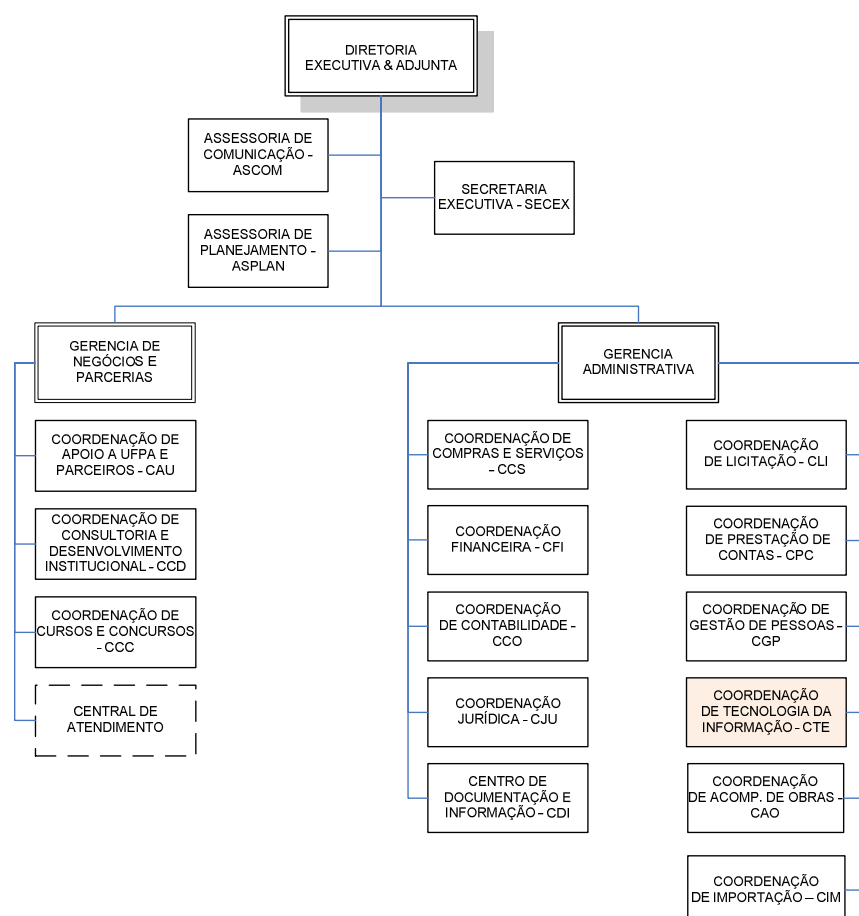 DIRETORIA
EXECUTIVA & ADJUNTA
ASSESSORIA DE
COMUNICAÇÃO -
ASCOM
SECRETARIA
EXECUTIVA - SECEX
ASSESSORIA DE
PLANEJAMENTO -
ASPLAN
GERENCIA DE
NEGÓCIOS E
PARCERIAS
GERENCIA
ADMINISTRATIVA
COORDENAÇÃO DE
APOIO A UFPA E
PARCEIROS - CAU
COORDENAÇÃO DE
CONSULTORIA E
DESENVOLVIMENTO
INSTITUCIONAL - CCD
COORDENAÇÃO DE
CURSOS E CONCURSOS
- CCC
CENTRAL DE
ATENDIMENTO
COORDENAÇÃO DE
COMPRAS E SERVIÇOS
- CCS
COORDENAÇÃO
FINANCEIRA - CFI
COORDENAÇÃO
DE CONTABILIDADE -
CCO
COORDENAÇÃO
JURÍDICA - CJU
CENTRO DE
DOCUMENTAÇÃO E
INFORMAÇÃO - CDI
COORDENAÇÃO
DE LICITAÇÃO - CLI
COORDENAÇÃO
DE PRESTAÇÃO DE
CONTAS - CPC
COORDENAÇÃO DE
GESTÃO DE PESSOAS -
CGP
COORDENAÇÃO
DE TECNOLOGIA DA
INFORMAÇÃO - CTE
COORDENAÇÃO
DE ACOMP. DE OBRAS -
CAO
COORDENAÇÃO
DE IMPORTAÇÃO – CIM